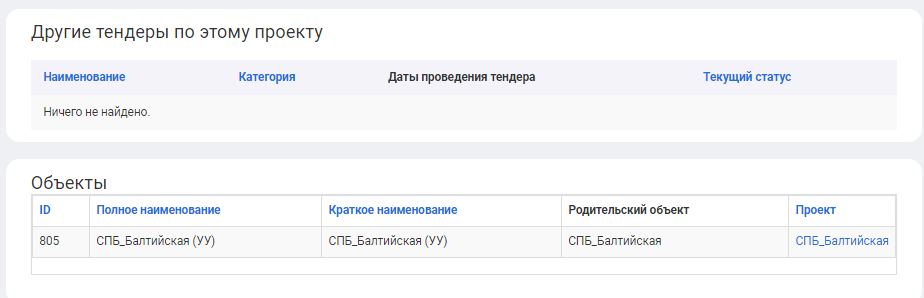 Другие тендеры по этому проекту
Наименование Категория Даты проведения тендера Текущий статус
Ничего не найдено.
Объекты
ID Полное наименование Краткое наименование Родительский объект Проект
805 СПБ_Балтийская (УУ) СПБ_Балтийская (УУ) СПБ_Балтийская СПБ_Балтийская